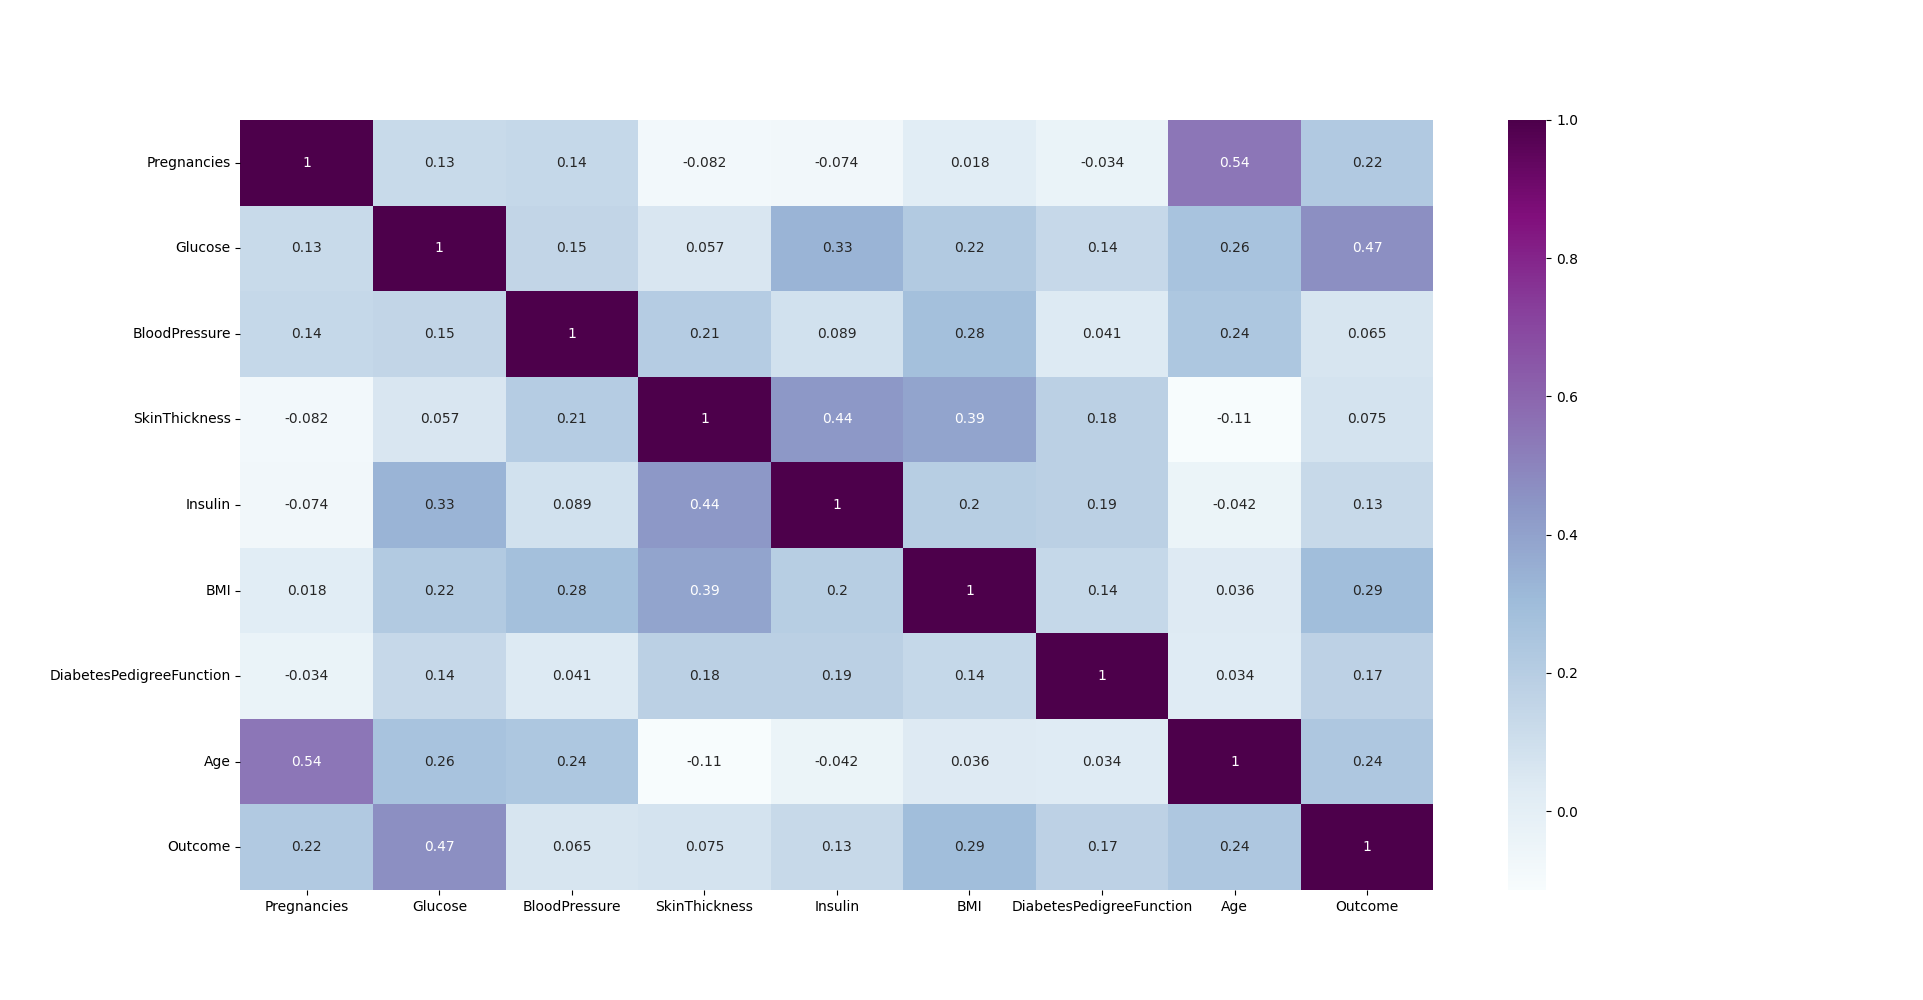 1.0
Pregnancies 1 0.13 0.14 -0.082 -0.074 0.018 -0.034 0.54 0.22
0.8
Glucose 0.13 1 0.15 0.057 0.33 0.22 0.14 0.26 0.47
BloodPressure 0.14 0.15 1 0.21 0.089 0.28 0.041 0.24 0.065
0.6
SkinThickness -0.082 0.057 0.21 1 0.44 0.39 0.18 -0.11 0.075
Insulin -0.074 0.33 0.089 0.44 1 0.2 0.19 -0.042 0.13
0.4
BMI 0.018 0.22 0.28 0.39 0.2 1 0.14 0.036 0.29
0.2
DiabetesPedigreeFunction -0.034 0.14 0.041 0.18 0.19 0.14 1 0.034 0.17
Age 0.54 0.26 0.24 -0.11 -0.042 0.036 0.034 1 0.24
0.0
Outcome 0.22 0.47 0.065 0.075 0.13 0.29 0.17 0.24 1
Pregnancies Glucose BloodPressure SkinThickness Insulin BMI DiabetesPedigreeFunction Age Outcome